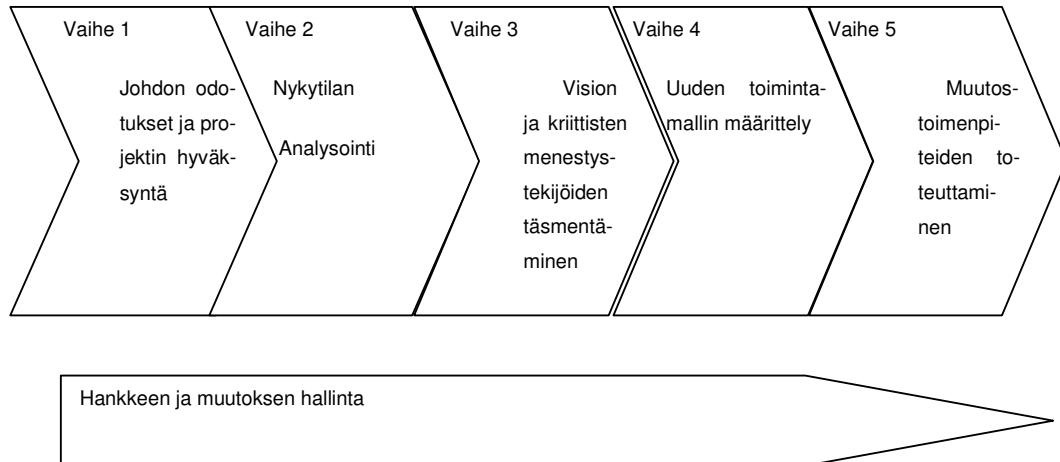 Vaihe 1
Johdon odo-
tukset ja pro-
jektin hyväk-
syntä
Vaihe 2
Nykytilan
Analysointi
Vaihe 3
Vision
ja kriittisten
menestys-
tekijöiden
täsmentä-
minen
Vaihe 4
Uuden toiminta-
mallin määrittely
Vaihe 5
Muutos-
toimenpi-
teiden to-
teuttami-
nen
Hankkeen ja muutoksen hallinta